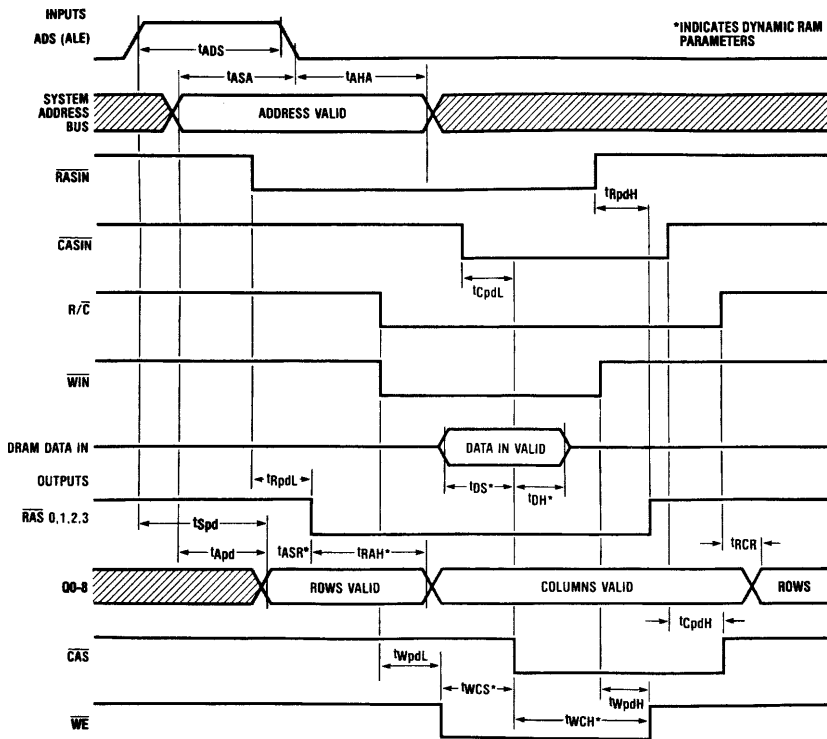 INPUTS
ADS (ALE)
tADS
*INDICATES DYNAMIC RAM
PARAMETERS
tASA
tAHA
SYSTEM
ADDRESS
BUS
ADDRESS VALID
RASIN
tRpdH
CASIN
tCpdL
R/C
WIN
DRAM DATA IN
DATA IN VALID
OUTPUTS
tRpdL
tDS*
tDH*
RAS 0,1,2,3
tSpd
tApd
tASR*
tRAH*
tRCR
Q0-8
ROWS VALID
COLUMNS VALID
ROWS
tCpdH
CAS
tWpdL
tWCS*
tWpdH
tWCH*
WE